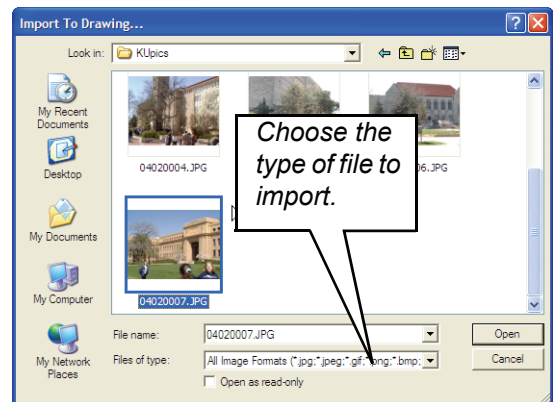 Import To Drawing...
Look in:
KUpics
My Recent
Documents
Desktop
My Documents
My Computer
My Network
Places
04020004.JPG
06.JPG
Choose the
type of file to
import.
04020007.JPG
File name:
04020007.JPG
Open
Files of type:
All Image Formats (*.jpg;*.jpeg;*.gif;*.png;*.bmp;
Cancel
Open as read-only